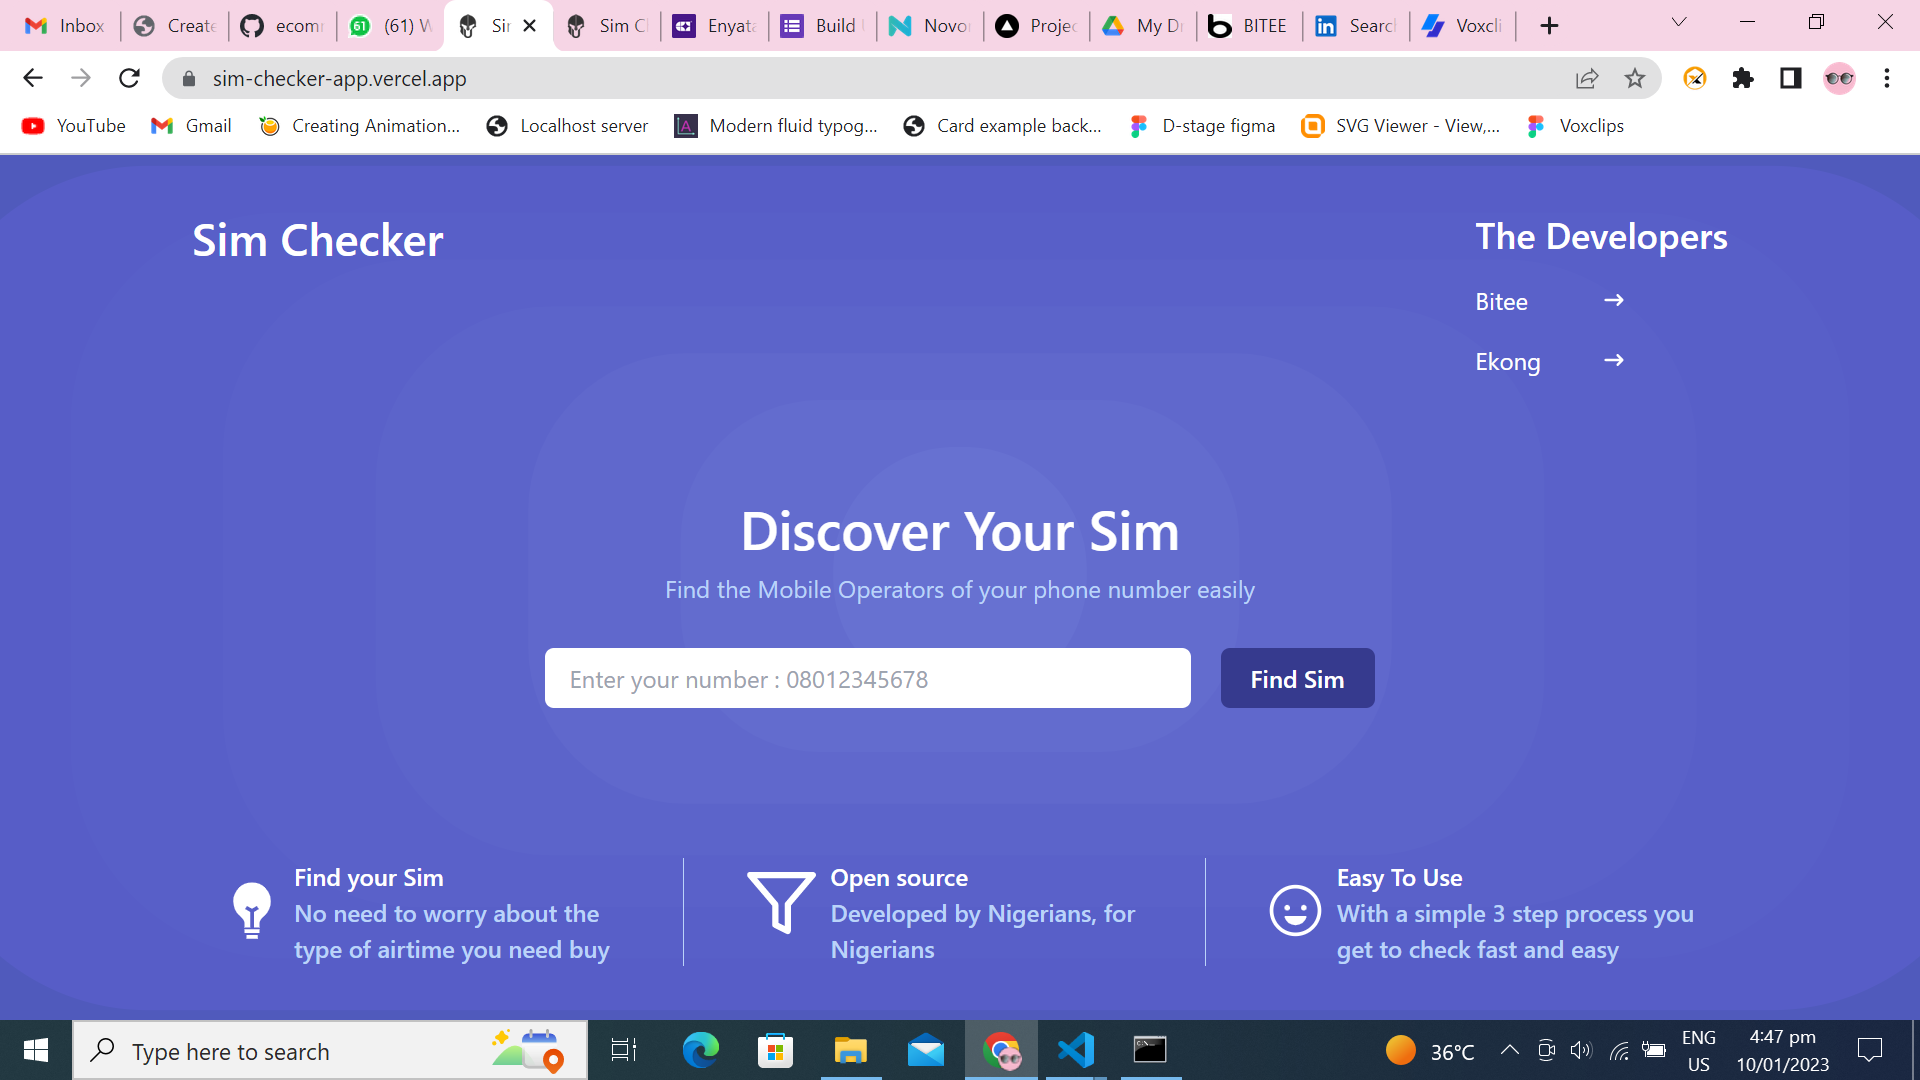 Inbox
Create
ecom
(61) W
Sim C
Enyata
Build
Novo
Projec
My Dr
BITEE
Search
Voxcli
sim-checker-app.vercel.app
YouTube
Gmail
Creating Animation...
Localhost server
Modern fluid typog...
Card example back...
D-stage figma
SVG Viewer - View,...
Voxclips
Sim Checker
The Developers
Bitee
Ekong
Discover Your Sim
Find the Mobile Operators of your phone number easily
Enter your number : 08012345678
Find Sim
Find your Sim
No need to worry about the
type of airtime you need buy
Open source
Developed by Nigerians, for
Nigerians
Easy To Use
With a simple 3 step process you
get to check fast and easy
Type here to search
36°C
ENG
US
4:47 pm
10/01/2023